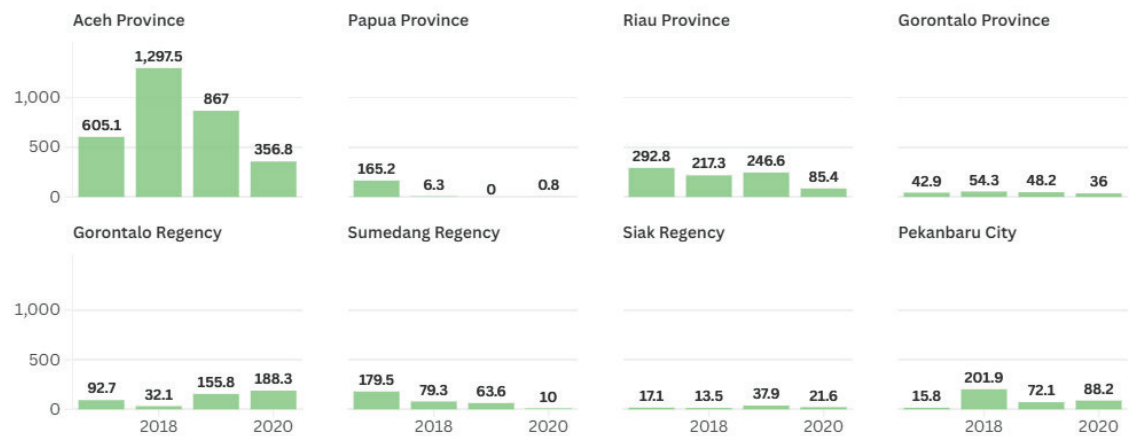 Aceh Province Papua Province Riau Province Gorontalo Province
1,297.5
1,000 867
605.1
500 356.8 292.8 217.3 246.6
165.2 85.4 42.9 54.3 48.2 36
0 6.3 0 0.8
Gorontalo Regency Sumedang Regency Siak Regency Pekanbaru City
1,000
500
92.7 32.1 155.8 188.3 179.5 79.3 63.6 10 17.1 13.5 37.9 21.6 15.8 201.9 72.1 88.2
0
2018 2020 2018 2020 2018 2020 2018 2020